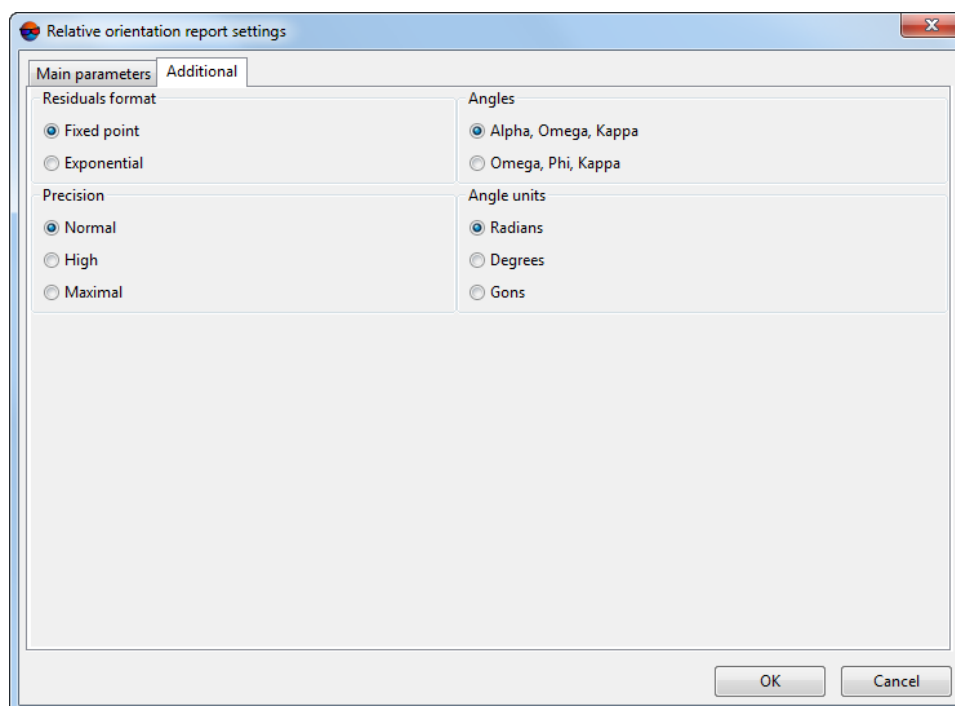 Relative orientation report settings
Main parameters
Additional
Residuals format
Fixed point
Exponential
Angles
Alpha, Omega, Kappa
Omega, Phi, Kappa
Precision
Normal
High
Maximal
Angle units
Radians
Degrees
Gons
OK
Cancel